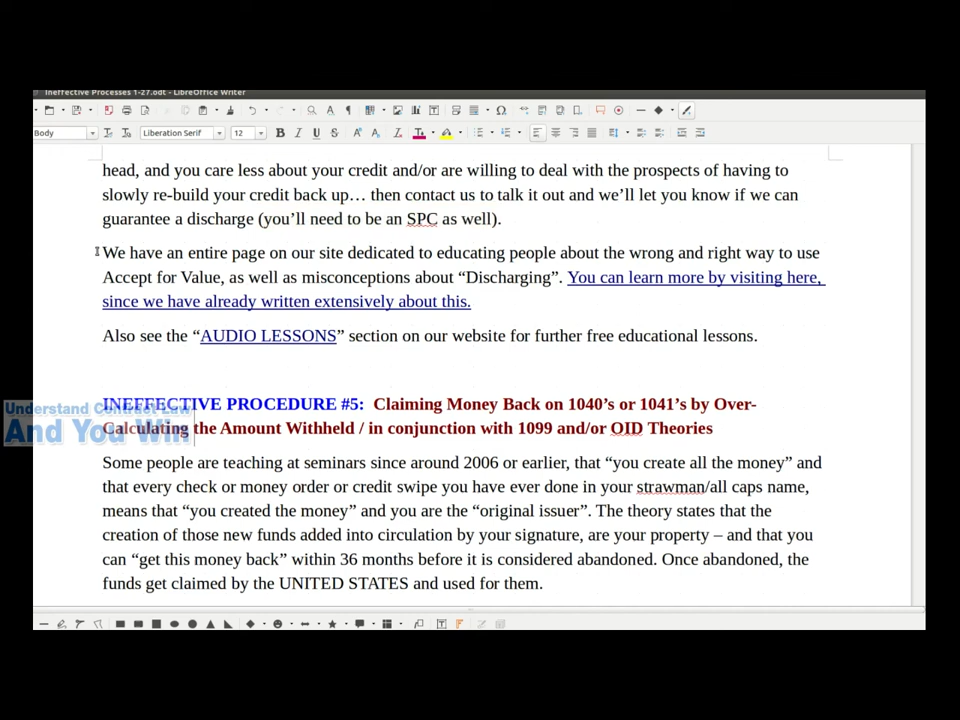 Ineffective Processes 1-27.odt - LibreOffice Writer
Body
Liberation Serif
12
head, and you care less about your credit and/or are willing to deal with the prospects of having to
slowly re-build your credit back up… then contact us to talk it out and we’ll let you know if we can
guarantee a discharge (you’ll need to be an SPC as well).
We have an entire page on our site dedicated to educating people about the wrong and right way to use
Accept for Value, as well as misconceptions about “Discharging”. You can learn more by visiting here,
since we have already written extensively about this.
Also see the “AUDIO LESSONS” section on our website for further free educational lessons.
Understand Contract Law
And You Win
INEFFECTIVE PROCEDURE #5: Claiming Money Back on 1040’s or 1041’s by Over-
Calculating the Amount Withheld / in conjunction with 1099 and/or OID Theories
Some people are teaching at seminars since around 2006 or earlier, that “you create all the money” and
that every check or money order or credit swipe you have ever done in your strawman/all caps name,
means that “you created the money” and you are the “original issuer”. The theory states that the
creation of those new funds added into circulation by your signature, are your property – and that you
can “get this money back” within 36 months before it is considered abandoned. Once abandoned, the
funds get claimed by the UNITED STATES and used for them.